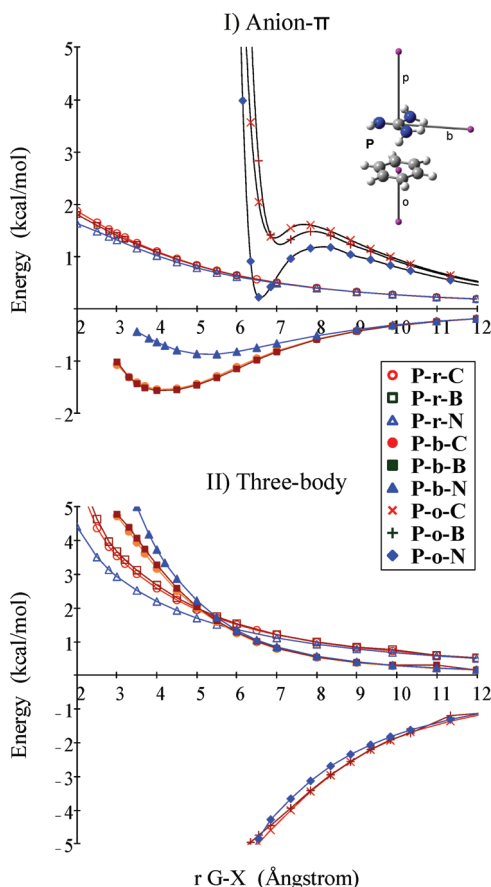 I) Anion-π
5
4
3
2
1
-1
-2
2 3 4 5 6 7 8 9 10 11 12
Energy (kcal/mol)
p
b
P
o
P-r-C
P-r-B
P-r-N
P-b-C
P-b-B
P-b-N
P-o-C
P-o-B
P-o-N
II) Three-body
5
4
3
2
1
2 3 4 5 6 7 8 9 10 11 12
-1
-2
-3
-4
-5
Energy (kcal/mol)
r G-X (Ångstrom)